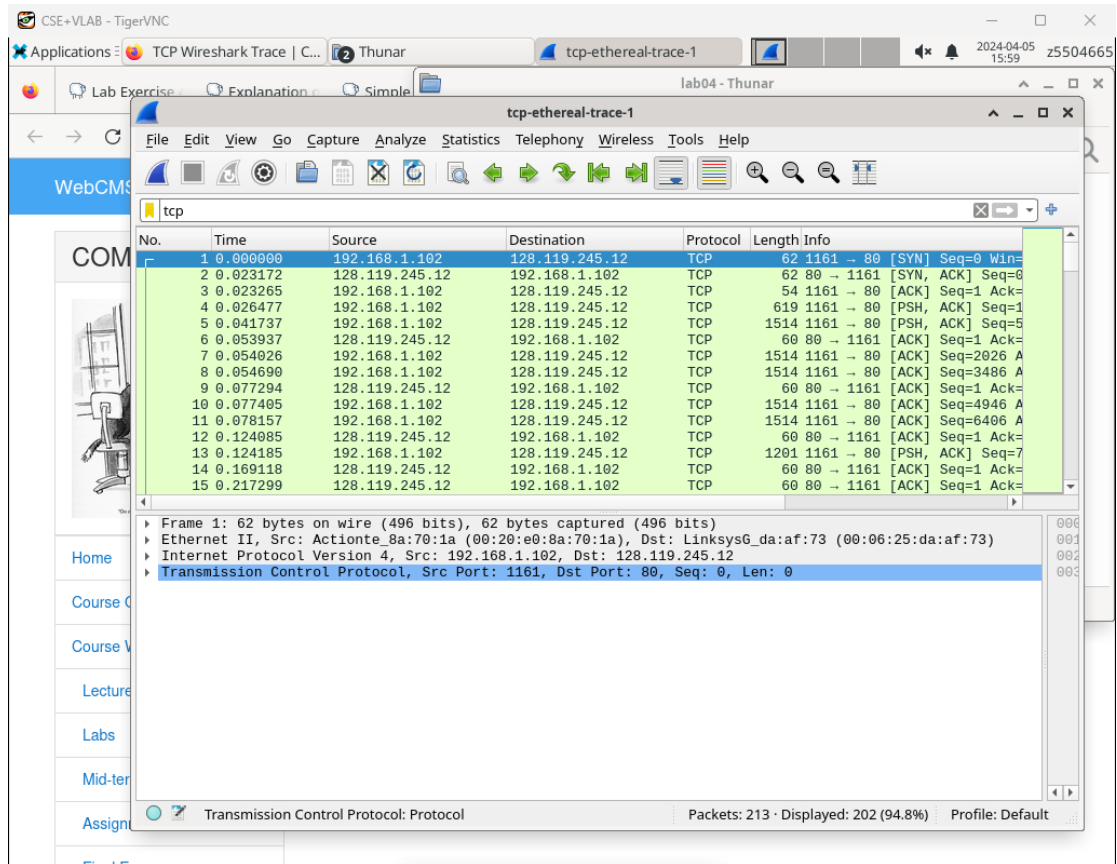 CSE+VLAB - TigerVNC
Applications
TCP Wireshark Trace | C...
2 Thunar
tcp-ethereal-trace-1
2024-04-05
15:59
z5504665
Lab Exercise
Explanation
Simple
lab04 - Thunar
tcp-ethereal-trace-1
File Edit View Go Capture Analyze Statistics Telephony Wireless Tools Help
WebCMS
tcp
COM
No. Time Source Destination Protocol Length Info
1 0.000000 192.168.1.102 128.119.245.12 TCP 62 1161 → 80 [SYN] Seq=0 Win=
2 0.023172 128.119.245.12 192.168.1.102 TCP 62 80 → 1161 [SYN, ACK] Seq=0
3 0.023265 192.168.1.102 128.119.245.12 TCP 54 1161 → 80 [ACK] Seq=1 Ack=
4 0.026477 192.168.1.102 128.119.245.12 TCP 619 1161 → 80 [PSH, ACK] Seq=1
5 0.041737 192.168.1.102 128.119.245.12 TCP 1514 1161 → 80 [PSH, ACK] Seq=5
6 0.053937 128.119.245.12 192.168.1.102 TCP 60 80 → 1161 [ACK] Seq=1 Ack=
7 0.054026 192.168.1.102 128.119.245.12 TCP 1514 1161 → 80 [ACK] Seq=2026 A
8 0.054690 192.168.1.102 128.119.245.12 TCP 1514 1161 → 80 [ACK] Seq=3486 A
9 0.077294 128.119.245.12 192.168.1.102 TCP 60 80 → 1161 [ACK] Seq=1 Ack=
10 0.077405 192.168.1.102 128.119.245.12 TCP 1514 1161 → 80 [ACK] Seq=4946 A
11 0.078157 192.168.1.102 128.119.245.12 TCP 1514 1161 → 80 [ACK] Seq=6406 A
12 0.124085 128.119.245.12 192.168.1.102 TCP 60 80 → 1161 [ACK] Seq=1 Ack=
13 0.124185 192.168.1.102 128.119.245.12 TCP 1201 1161 → 80 [PSH, ACK] Seq=7
14 0.169118 128.119.245.12 192.168.1.102 TCP 60 80 → 1161 [ACK] Seq=1 Ack=
15 0.217299 128.119.245.12 192.168.1.102 TCP 60 80 → 1161 [ACK] Seq=1 Ack=
Frame 1: 62 bytes on wire (496 bits), 62 bytes captured (496 bits)
000
Ethernet II, Src: Actionte_8a:70:1a (00:20:e0:8a:70:1a), Dst: LinksysG_da:af:73 (00:06:25:da:af:73)
001
Internet Protocol Version 4, Src: 192.168.1.102, Dst: 128.119.245.12
002
Transmission Control Protocol, Src Port: 1161, Dst Port: 80, Seq: 0, Len: 0
003
Home
Course
Course
Lecture
Labs
Mid-ter
Assign
Transmission Control Protocol: Protocol
Packets: 213 · Displayed: 202 (94.8%)
Profile: Default